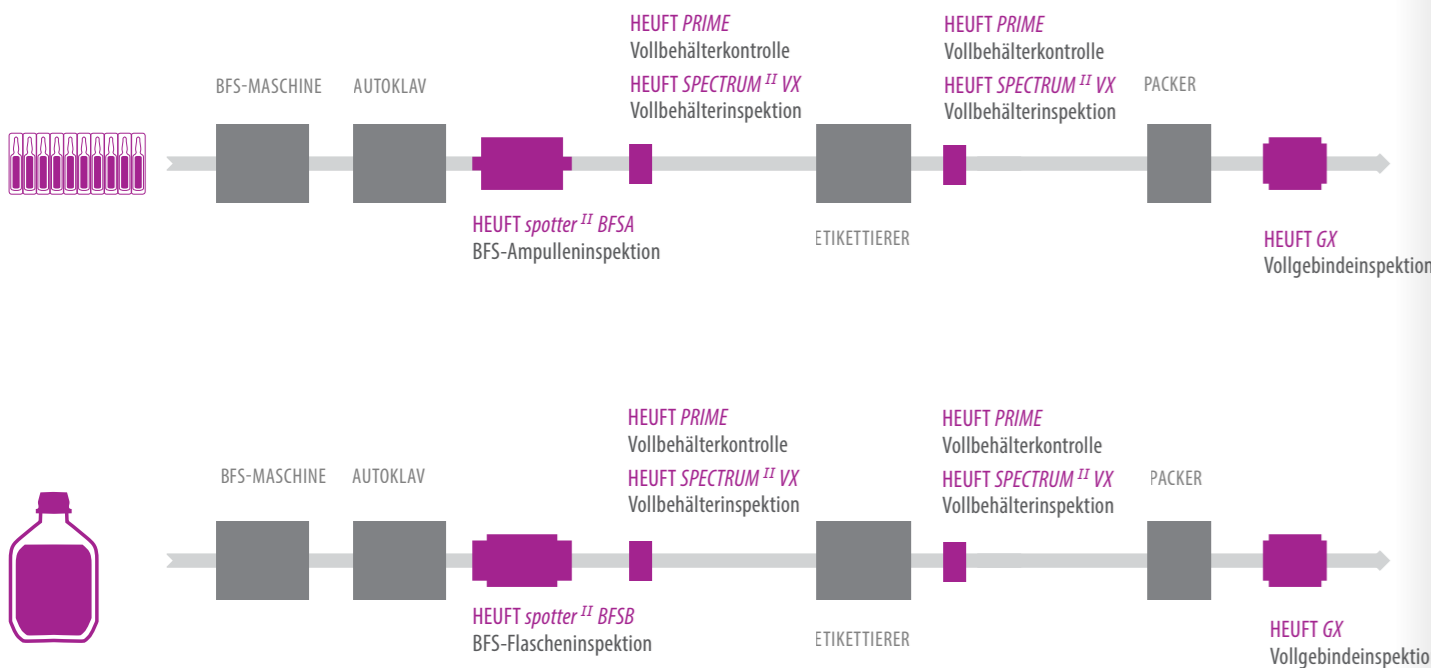 HEUFT PRIME
Vollbehälterkontrolle
HEUFT SPECTRUM II VX
Vollbehälterinspektion
HEUFT PRIME
Vollbehälterkontrolle
HEUFT SPECTRUM II VX
Vollbehälterinspektion
BFS-MASCHINE
AUTOKLAV
PACKER
HEUFT spotter II BFSA
BFS-Ampulleninspektion
ETIKETTIERER
HEUFT GX
Vollgebindeinspektion
HEUFT PRIME
Vollbehälterkontrolle
HEUFT SPECTRUM II VX
Vollbehälterinspektion
HEUFT PRIME
Vollbehälterkontrolle
HEUFT SPECTRUM II VX
Vollbehälterinspektion
BFS-MASCHINE
AUTOKLAV
PACKER
HEUFT spotter II BFSB
BFS-Flascheninspektion
ETIKETTIERER
HEUFT GX
Vollgebindeinspektio